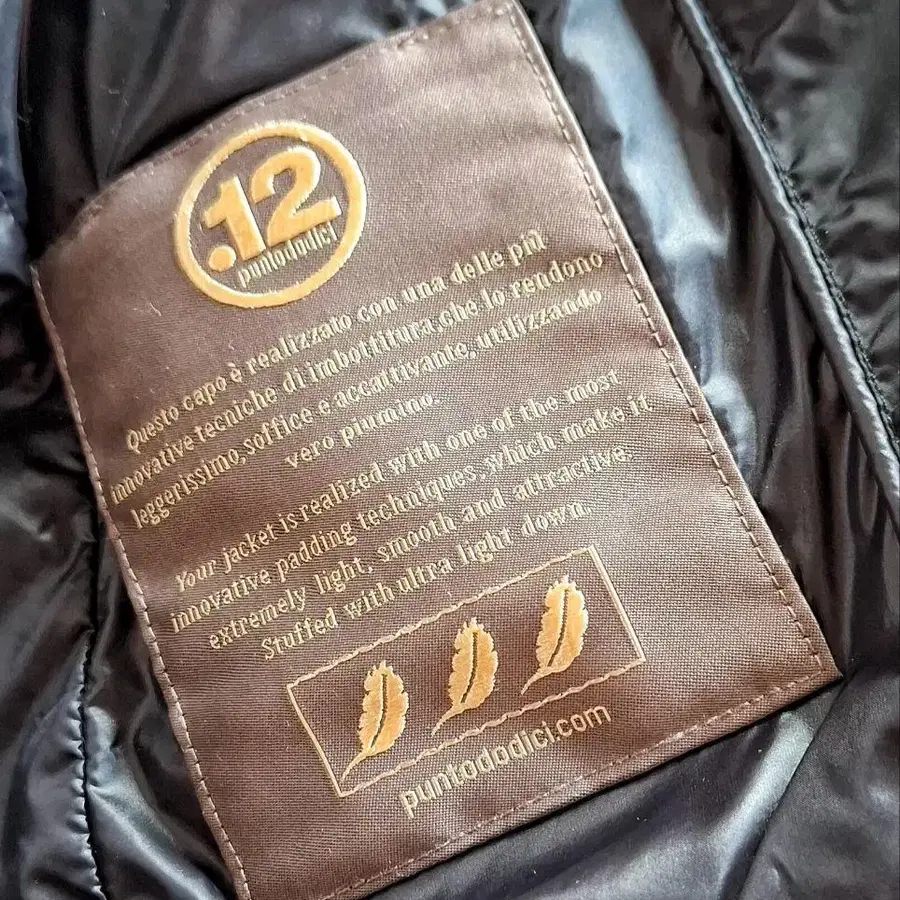 .12
puntododici
Questo capo è realizzato con una delle più
innovative tecniche di imbottitura, che lo rendono
leggerissimo, soffice e accattivante, utilizzando
vero piumino.
Your jacket is realized with one of the most
innovative padding techniques, which make it
extremely light, smooth and attractive.
Stuffed with ultra light down.
puntododici.com